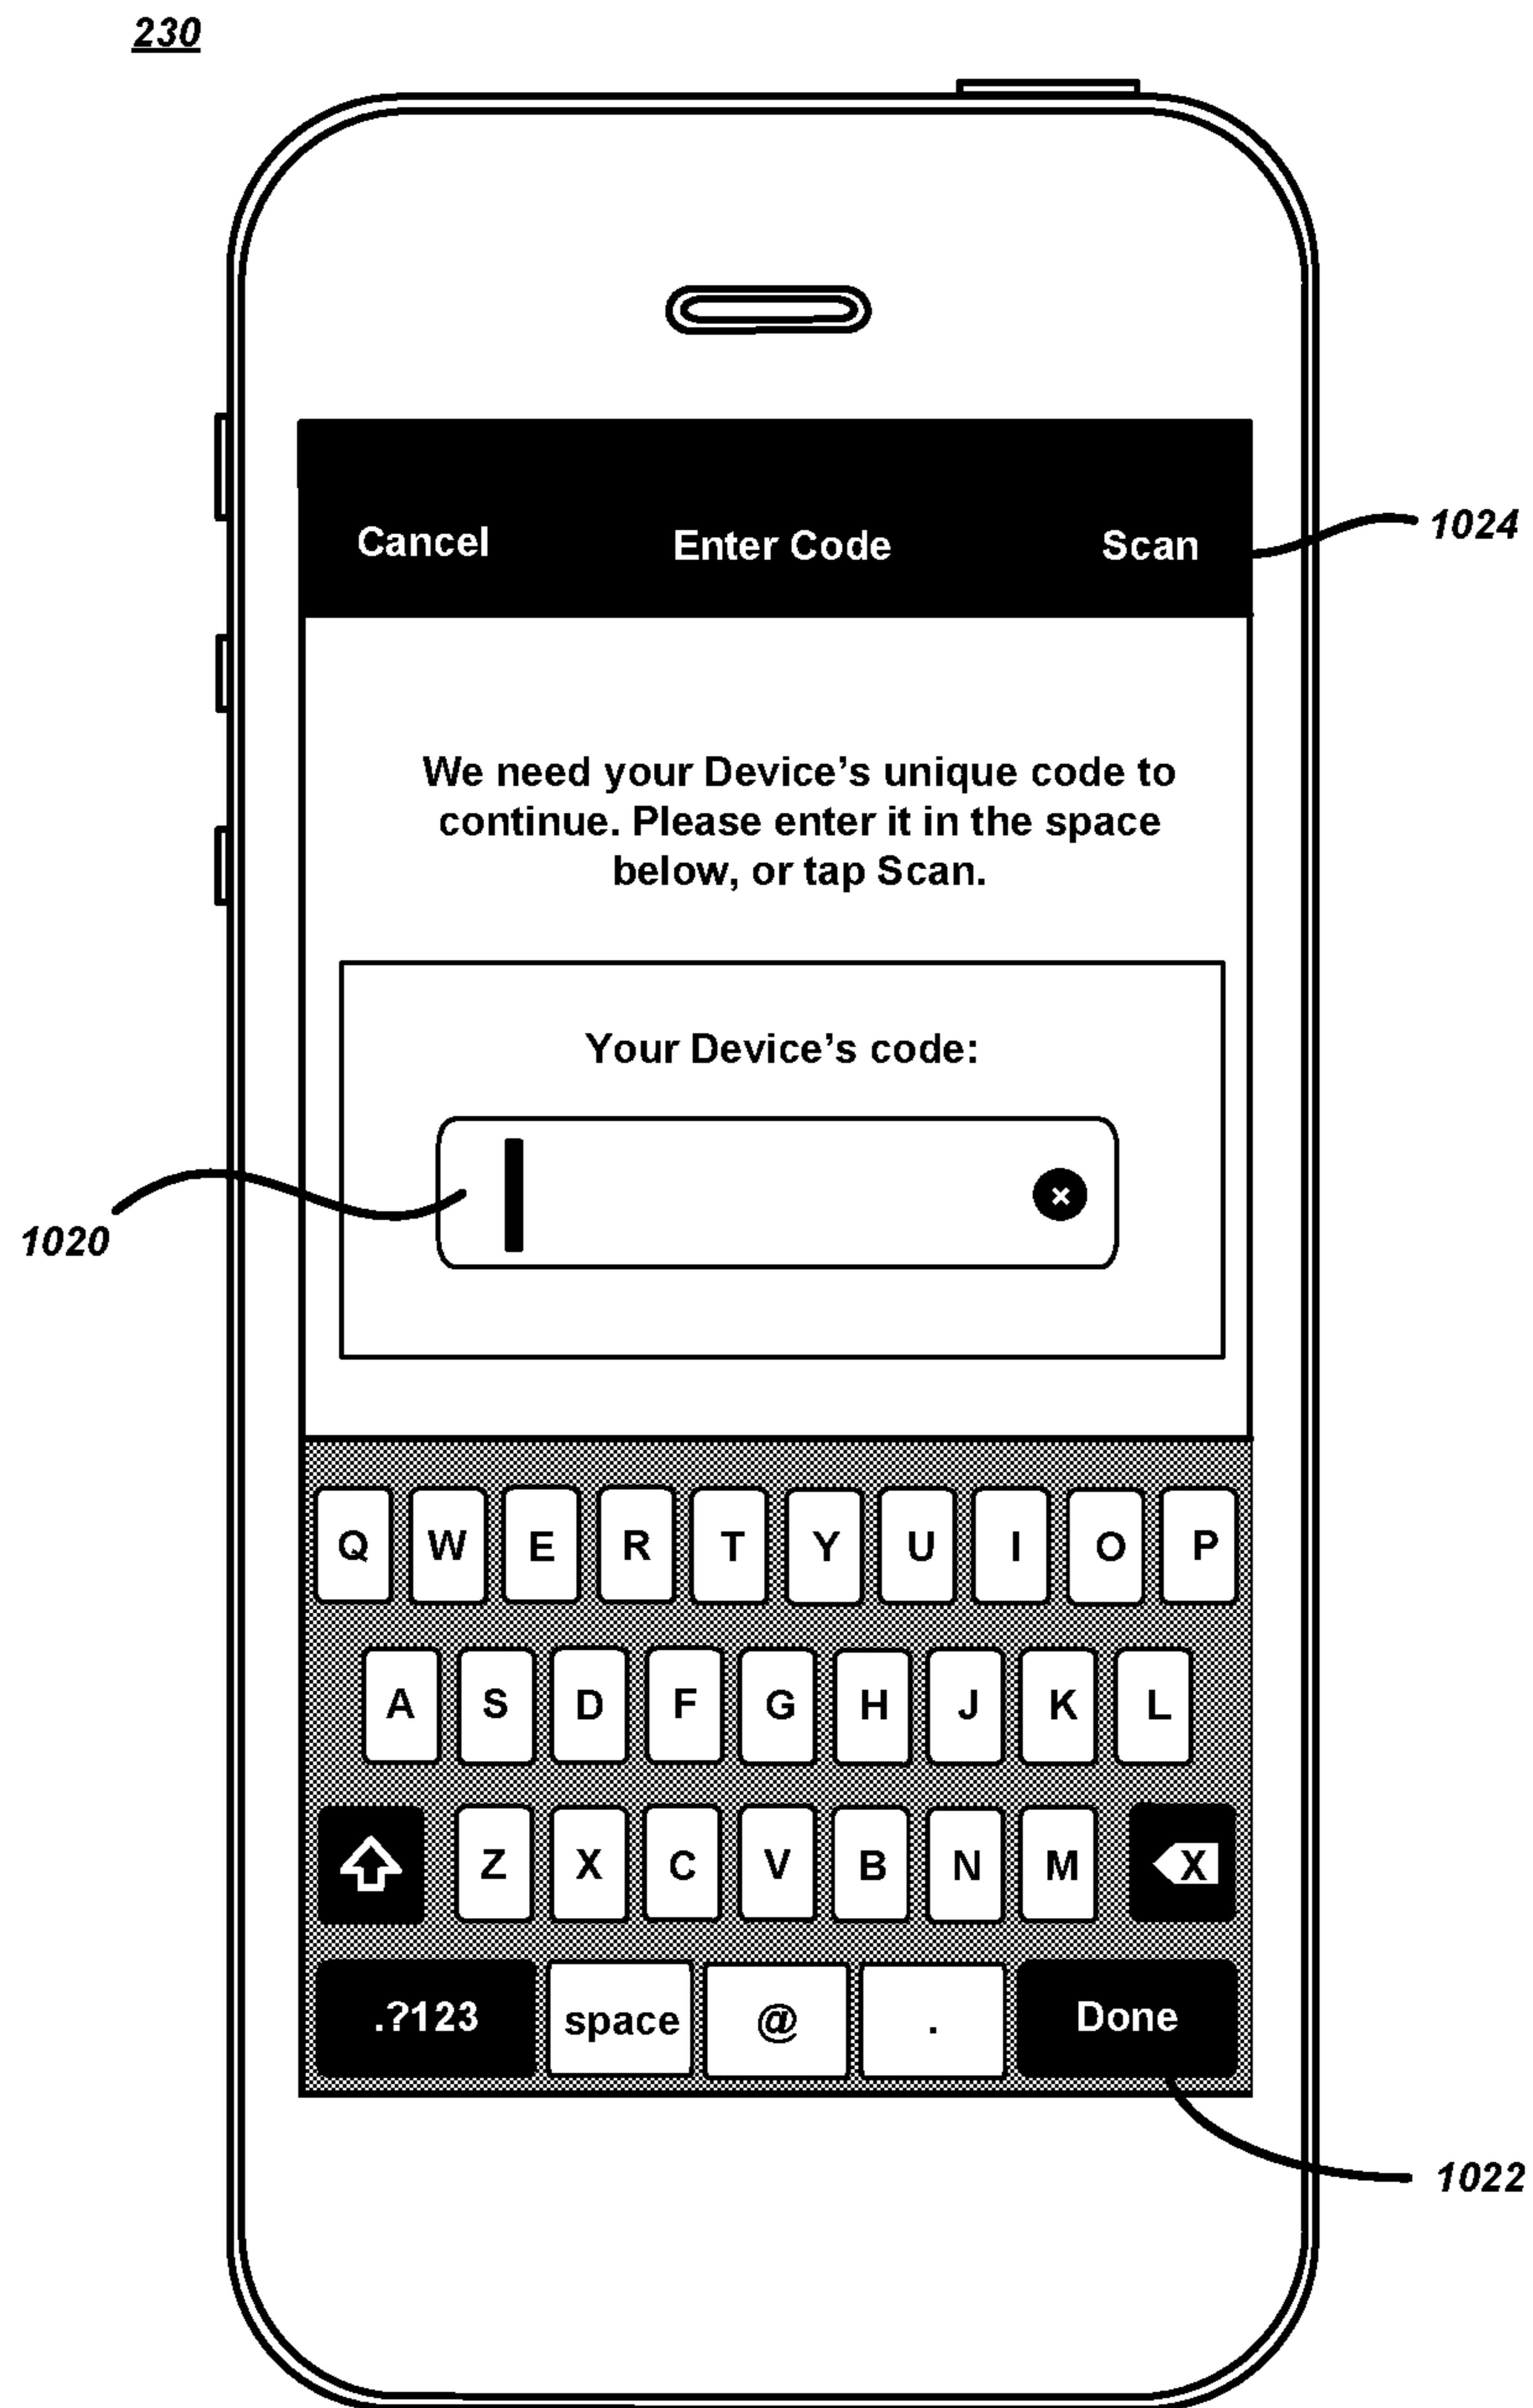 230
Cancel Enter Code Scan
1024
We need your Device’s unique code to
continue. Please enter it in the space
below, or tap Scan.
Your Device’s code:
×
1020
Q W E R T Y U I O P
A S D F G H J K L
Z X C V B N M X
.?123 space @ . Done
1022